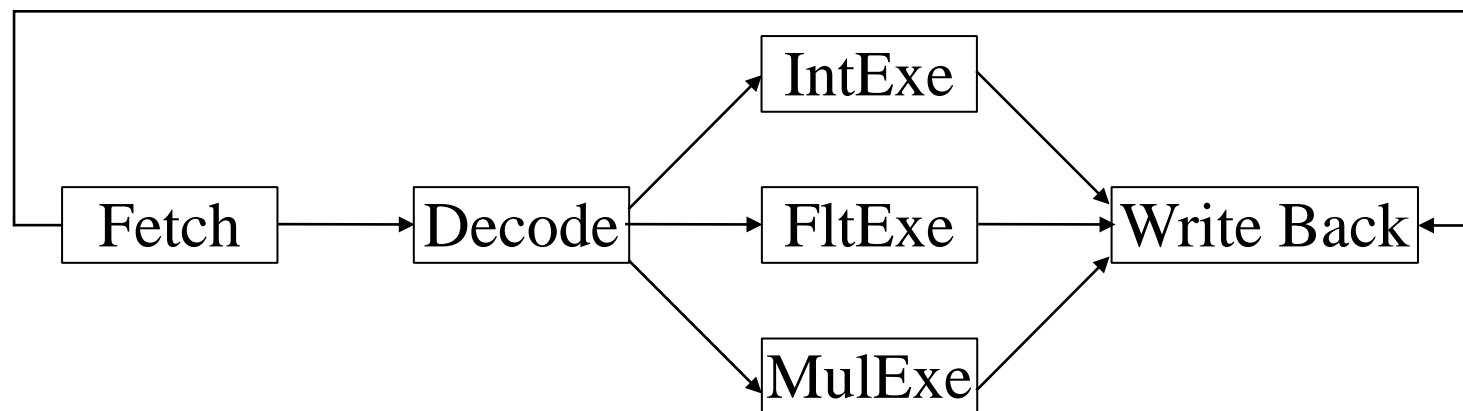 IntExe
Fetch
Decode
FltExe
Write Back
MulExe